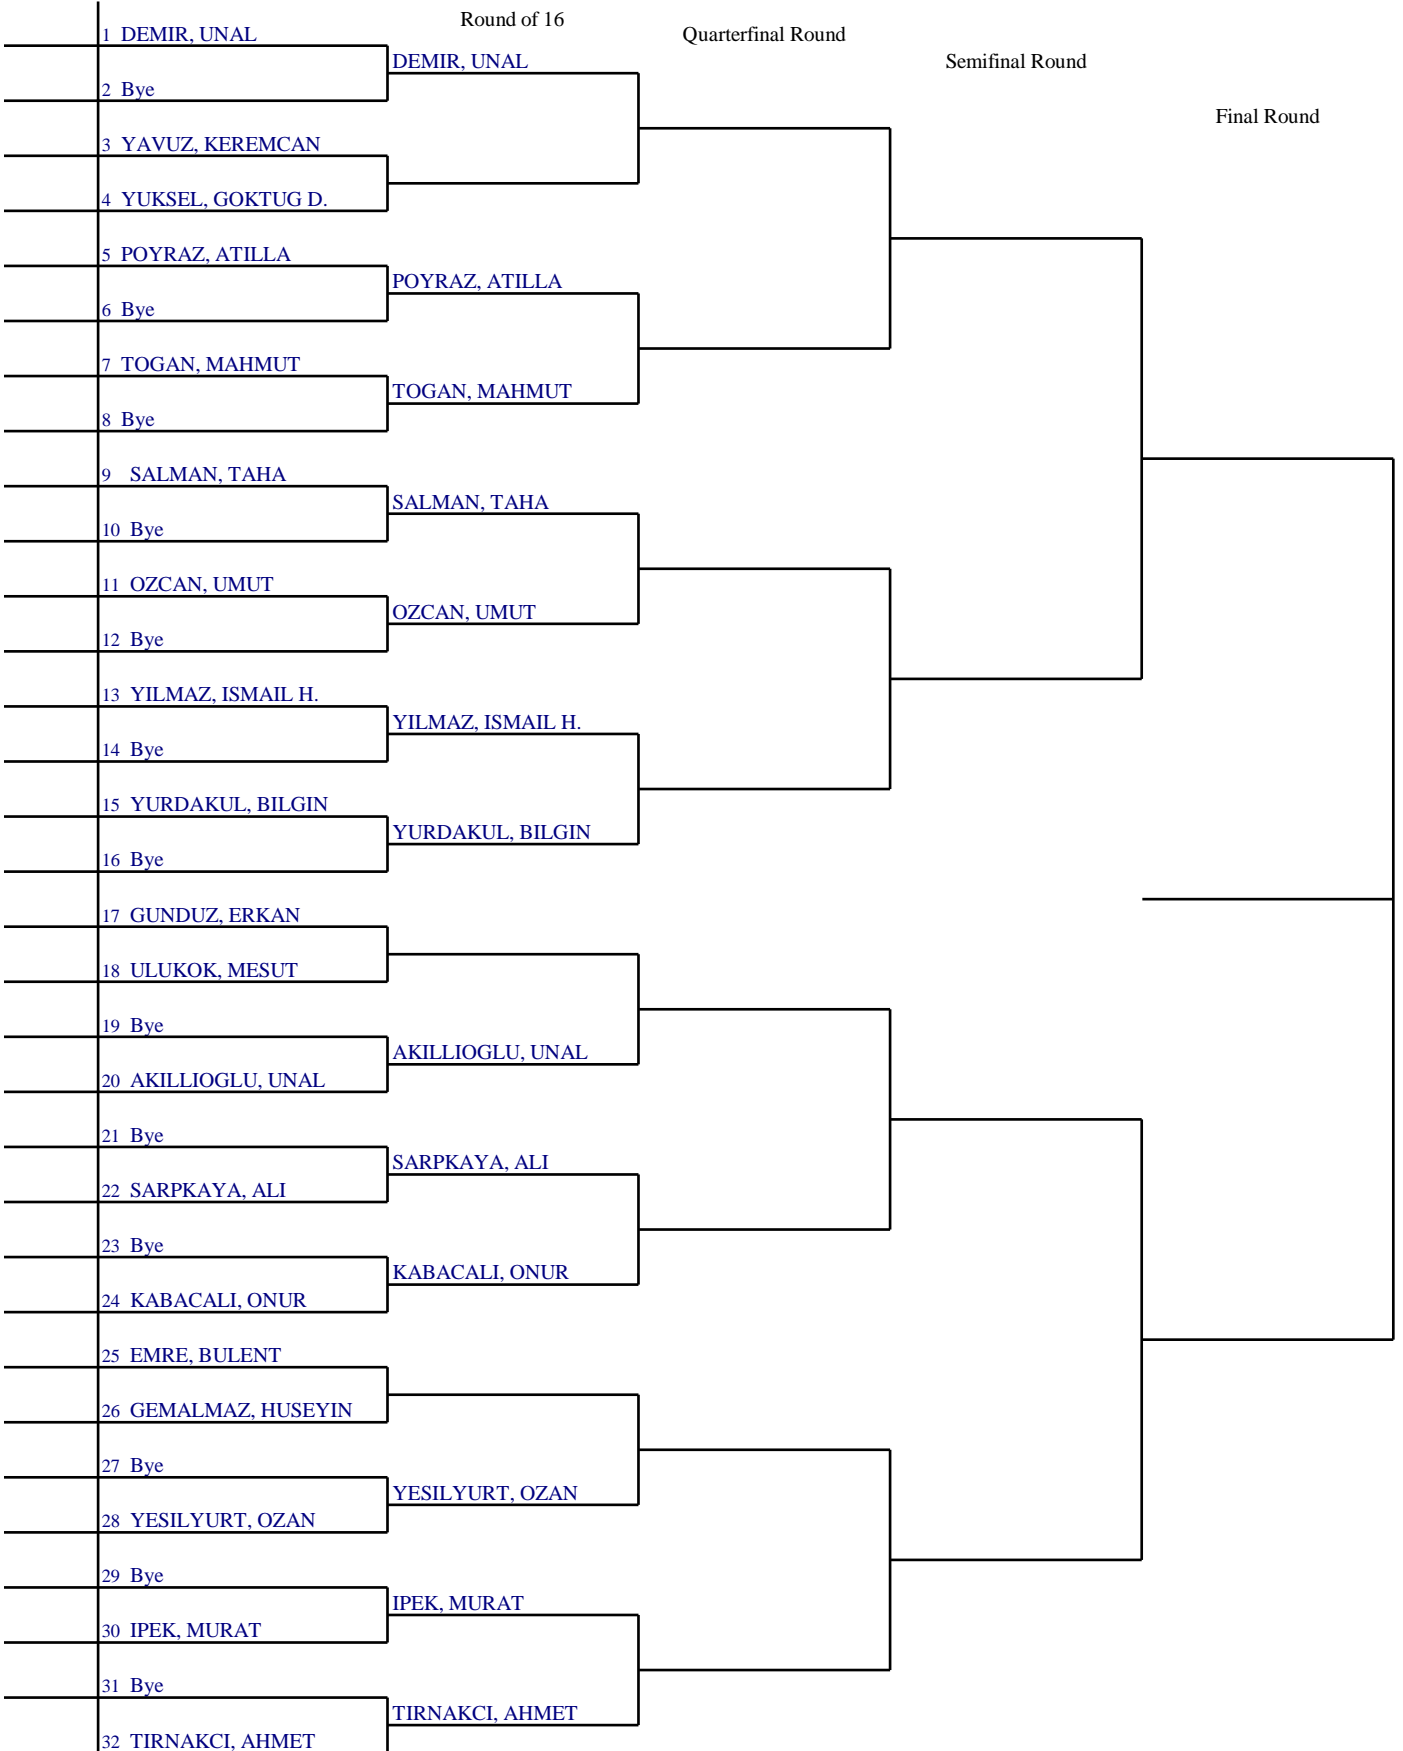 Round of 16
Quarterfinal Round
Semifinal Round
Final Round
1 DEMIR, UNAL
DEMIR, UNAL
2 Bye
3 YAVUZ, KEREMCAN
4 YUKSEL, GOKTUG D.
5 POYRAZ, ATILLA
POYRAZ, ATILLA
6 Bye
7 TOGAN, MAHMUT
TOGAN, MAHMUT
8 Bye
9 SALMAN, TAHA
SALMAN, TAHA
10 Bye
11 OZCAN, UMUT
OZCAN, UMUT
12 Bye
13 YILMAZ, ISMAIL H.
YILMAZ, ISMAIL H.
14 Bye
15 YURDAKUL, BILGIN
YURDAKUL, BILGIN
16 Bye
17 GUNDUZ, ERKAN
18 ULUKOK, MESUT
19 Bye
AKILLIOGLU, UNAL
20 AKILLIOGLU, UNAL
21 Bye
SARPKAYA, ALI
22 SARPKAYA, ALI
23 Bye
KABACALI, ONUR
24 KABACALI, ONUR
25 EMRE, BULENT
26 GEMALMAZ, HUSEYIN
27 Bye
YESILYURT, OZAN
28 YESILYURT, OZAN
29 Bye
IPEK, MURAT
30 IPEK, MURAT
31 Bye
TIRNAKCI, AHMET
32 TIRNAKCI, AHMET